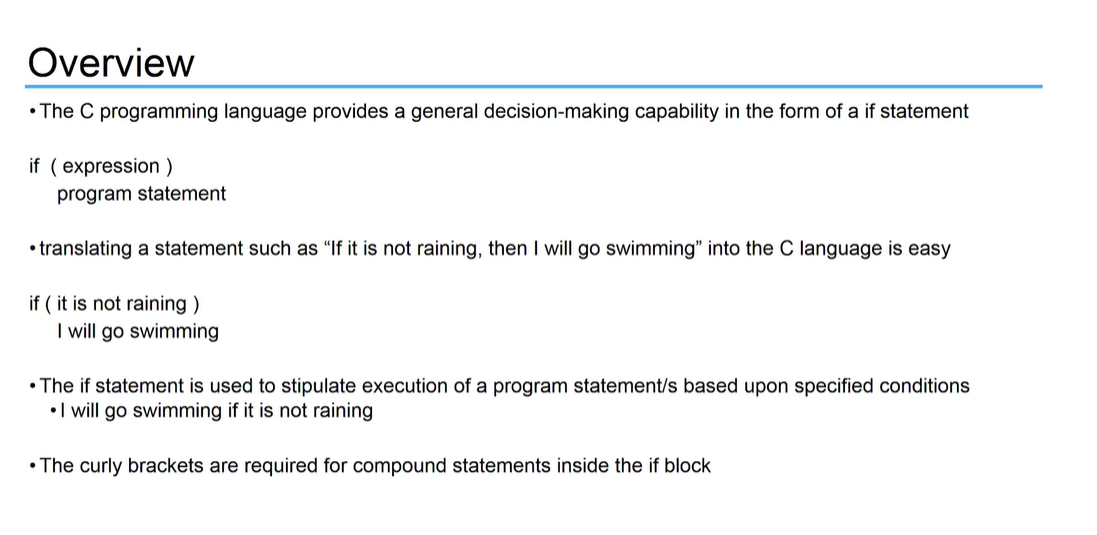 Overview
• The C programming language provides a general decision-making capability in the form of a if statement
if ( expression )
program statement
• translating a statement such as “If it is not raining, then I will go swimming” into the C language is easy
if ( it is not raining )
I will go swimming
• The if statement is used to stipulate execution of a program statement/s based upon specified conditions
• I will go swimming if it is not raining
• The curly brackets are required for compound statements inside the if block